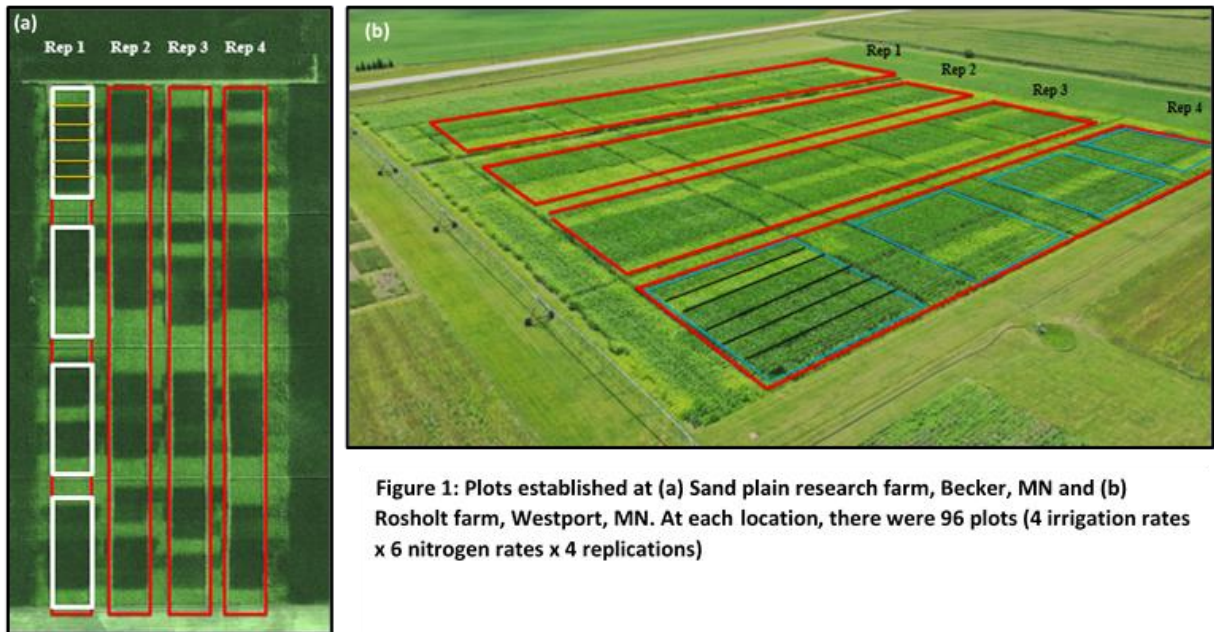 (a)
Rep 1 Rep 2 Rep 3 Rep 4
(b)
Rep 1
Rep 2
Rep 3
Rep 4
Figure 1: Plots established at (a) Sand plain research farm, Becker, MN and (b)
Rosholt farm, Westport, MN. At each location, there were 96 plots (4 irrigation rates
x 6 nitrogen rates x 4 replications)